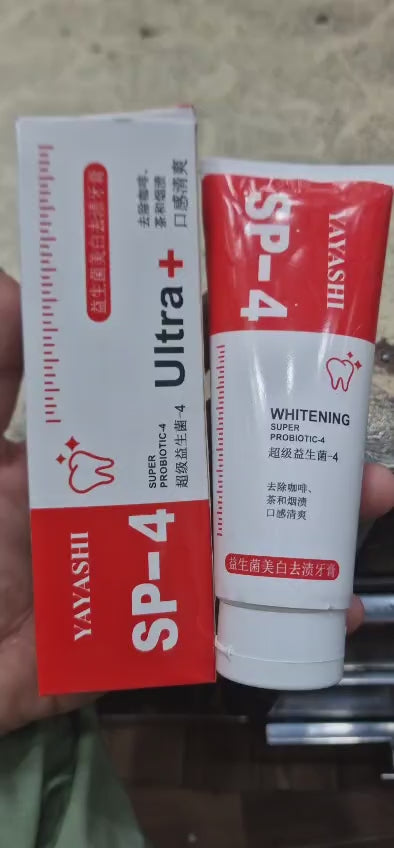 益生菌美白去渍牙膏
去除咖啡、
茶和烟渍
口感清爽
Ultra+
SUPER
PROBIOTIC-4
超级益生菌-4
YAYASHI
SP-4
YAYASHI
SP-4
WHITENING
SUPER
PROBIOTIC-4
超级益生菌-4
去除咖啡、
茶和烟渍
口感清爽
益生菌美白去渍牙膏